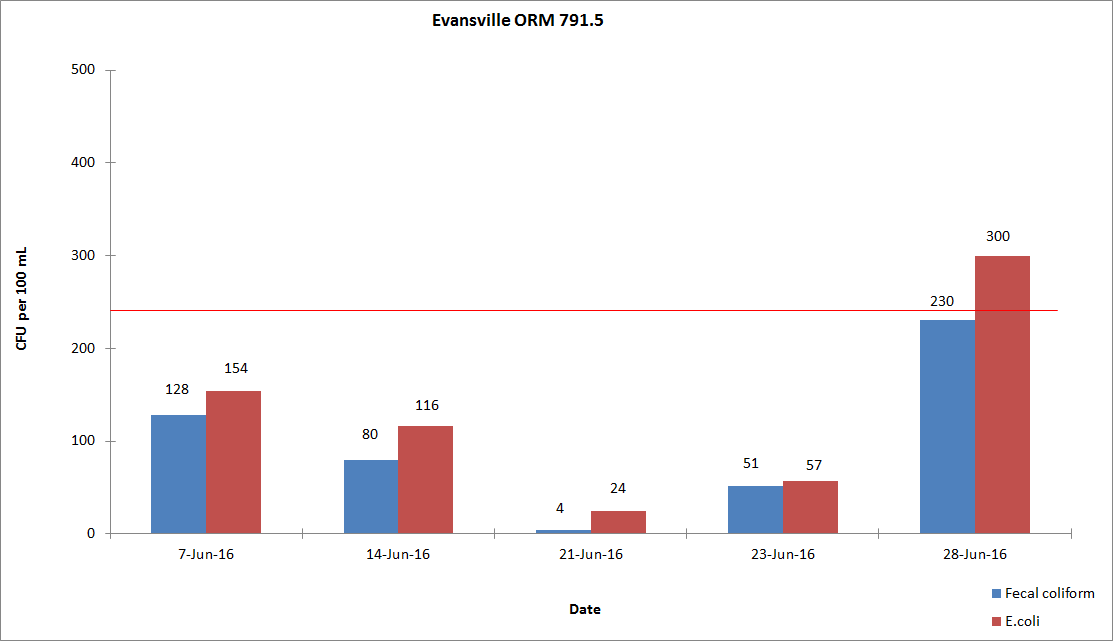 Evansville ORM 791.5
500
400
300
200
100
0
CFU per 100 mL
128
154
80
116
4
24
51
57
230
300
7-Jun-16
14-Jun-16
21-Jun-16
23-Jun-16
28-Jun-16
Date
Fecal coliform
E.coli